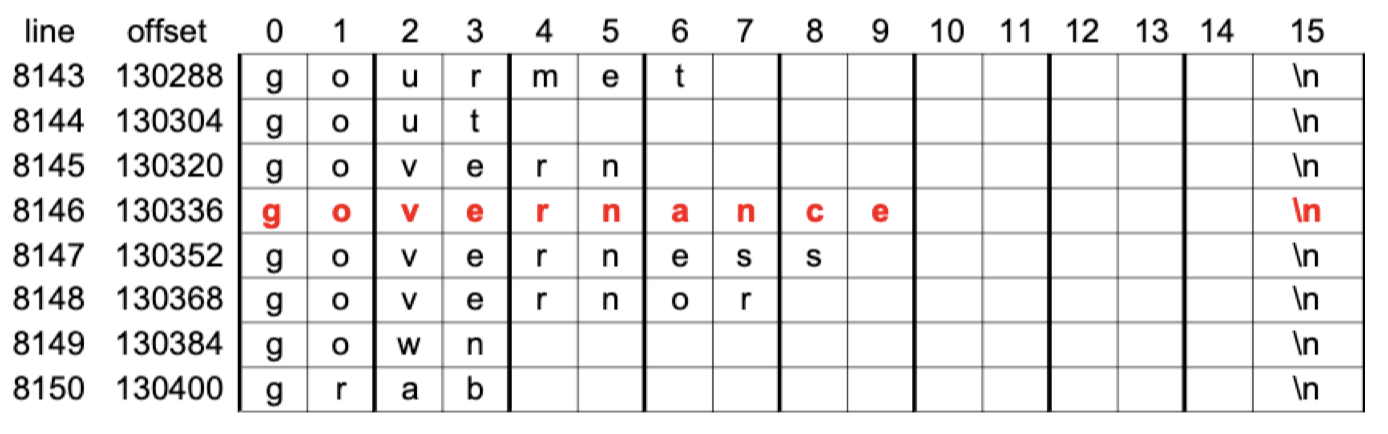 line offset 0 1 2 3 4 5 6 7 8 9 10 11 12 13 14 15
8143 130288 g o u r m e t \n
8144 130304 g o u t \n
8145 130320 g o v e r n \n
8146 130336 g o v e r n a n c e \n
8147 130352 g o v e r n e s s \n
8148 130368 g o v e r n o r \n
8149 130384 g o w n \n
8150 130400 g r a b \n